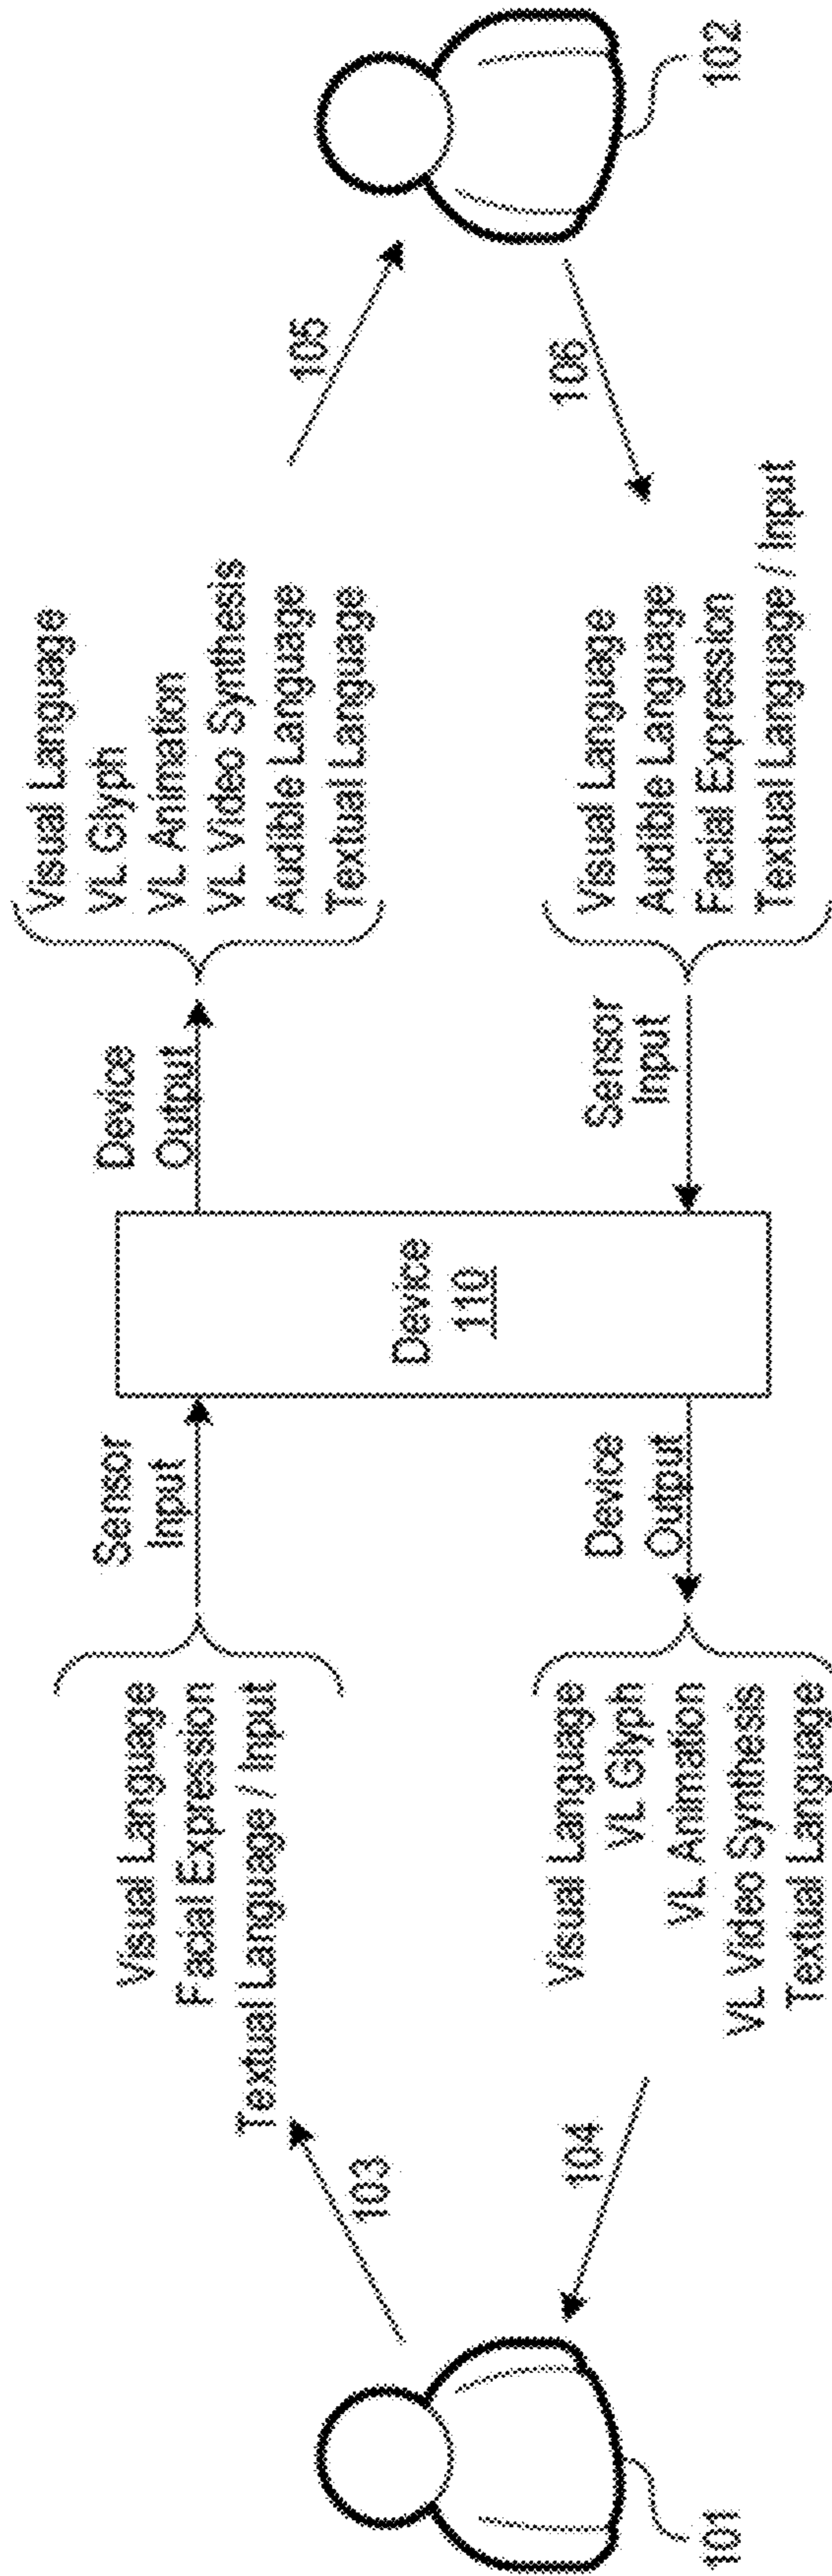 Visual Language
Facial Expression
Textual Language / Input
103
Sensor
Input
Device
110
Device
Output
Visual Language
VL Glyph
VL Animation
VL Video Synthesis
Audible Language
Textual Language
105
101
104
Visual Language
VL Glyph
VL Animation
VL Video Synthesis
Textual Language
Device
Output
Sensor
Input
Visual Language
Audible Language
Facial Expression
Textual Language / Input
106
102